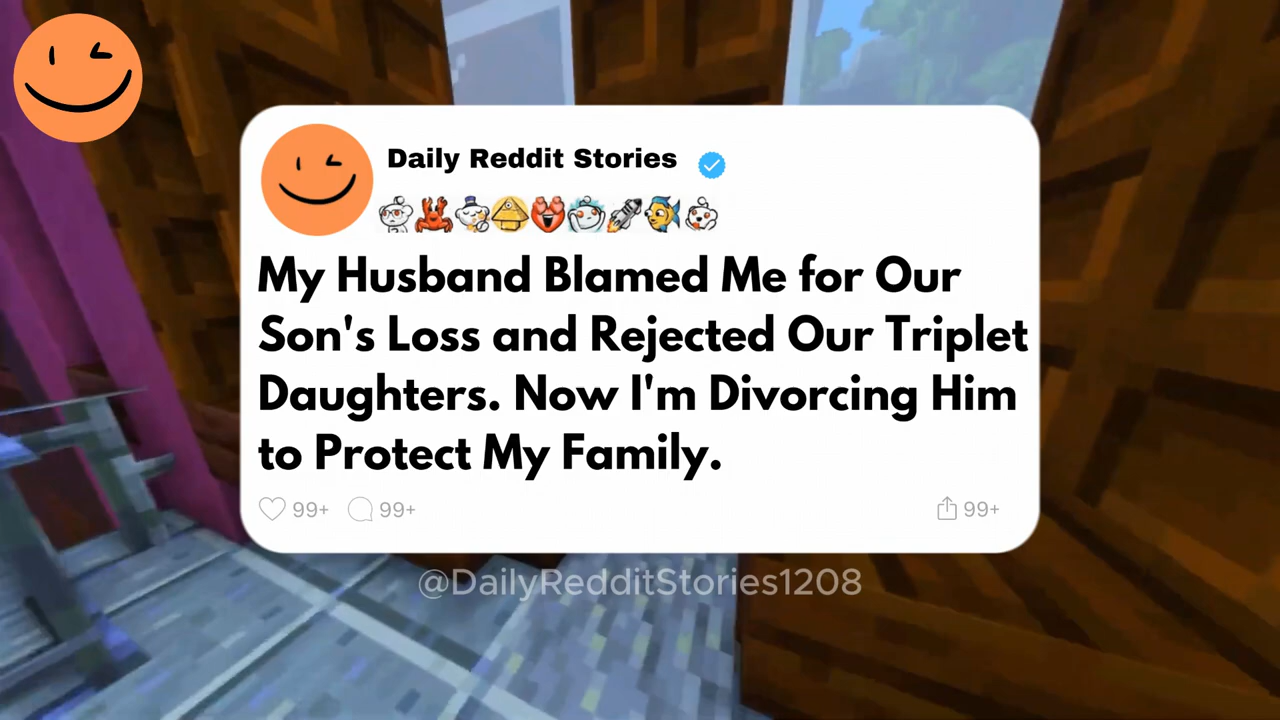 Daily Reddit Stories
My Husband Blamed Me for Our
Son's Loss and Rejected Our Triplet
Daughters. Now I'm Divorcing Him
to Protect My Family.
99+ 99+ 99+
@DailyRedditStories1208